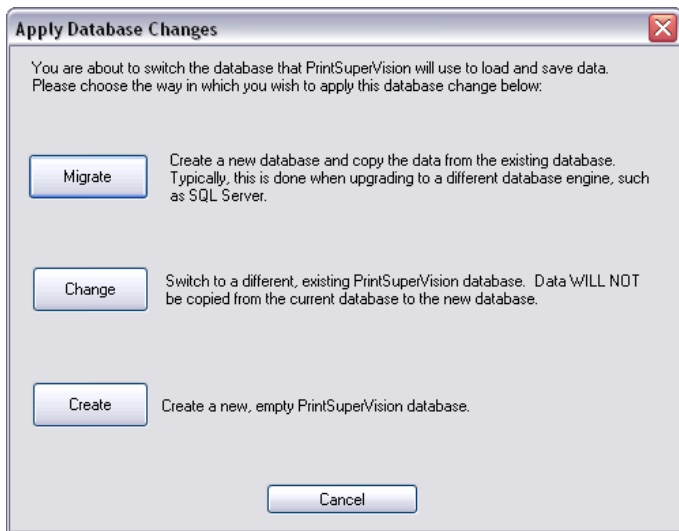 Apply Database Changes
You are about to switch the database that PrintSuperVision will use to load and save data.
Please choose the way in which you wish to apply this database change below:
Migrate
Create a new database and copy the data from the existing database.
Typically, this is done when upgrading to a different database engine, such
as SQL Server.
Change
Switch to a different, existing PrintSuperVision database.  Data WILL NOT
be copied from the current database to the new database.
Create
Create a new, empty PrintSuperVision database.
Cancel